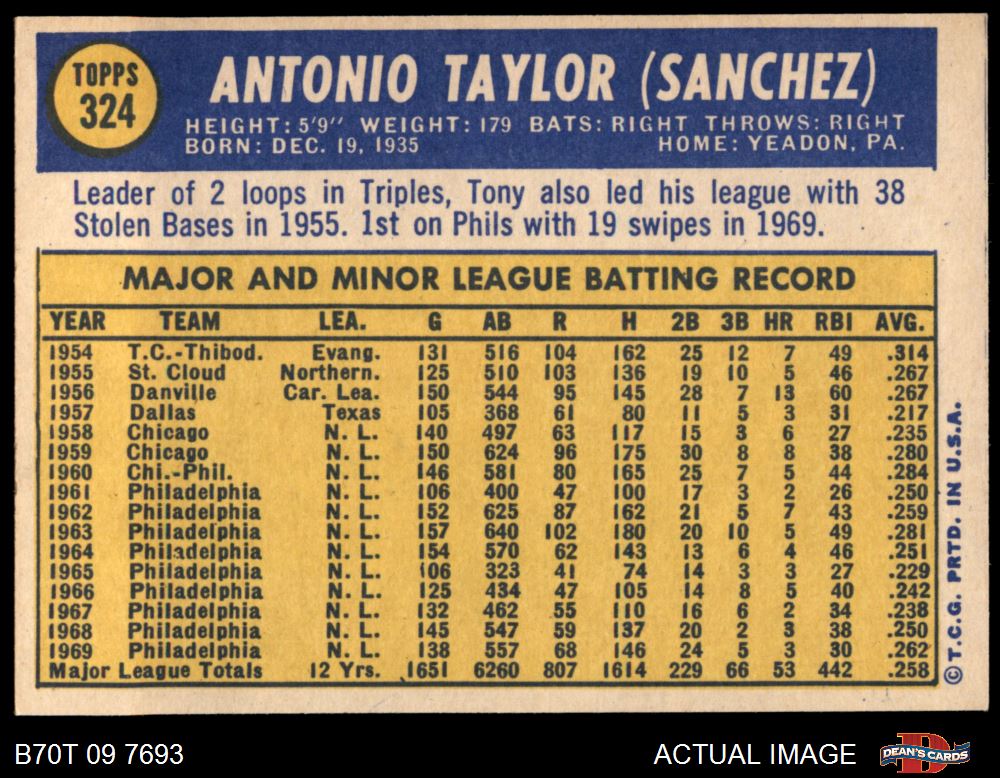 TOPPS
324
ANTONIO TAYLOR (SANCHEZ)
HEIGHT: 5'9" WEIGHT: 179 BATS: RIGHT THROWS: RIGHT
BORN: DEC. 19, 1935 HOME: YEADON, PA.
Leader of 2 loops in Triples, Tony also led his league with 38
Stolen Bases in 1955. 1st on Phils with 19 swipes in 1969.
MAJOR AND MINOR LEAGUE BATTING RECORD
YEAR TEAM LEA. G AB R H 2B 3B HR RBI AVG.
1954 T.C.-Thibod. Evang. 131 516 104 162 25 12 7 49 .314
1955 St. Cloud Northern. 125 510 103 136 19 10 5 46 .267
1956 Danville Car. Lea. 150 544 95 145 28 7 13 60 .267
1957 Dallas Texas 105 368 61 80 11 5 3 31 .217
1958 Chicago N. L. 140 497 63 117 15 3 6 27 .235
1959 Chicago N. L. 150 624 96 175 30 8 8 38 .280
1960 Chi.-Phil. N. L. 146 581 80 165 25 7 5 44 .284
1961 Philadelphia N. L. 106 400 47 100 17 3 2 26 .250
1962 Philadelphia N. L. 152 625 87 162 21 5 7 43 .259
1963 Philadelphia N. L. 157 640 102 180 20 10 5 49 .281
1964 Philadelphia N. L. 154 570 62 143 13 6 4 46 .251
1965 Philadelphia N. L. 106 323 41 74 14 3 3 27 .229
1966 Philadelphia N. L. 125 434 47 105 14 8 5 40 .242
1967 Philadelphia N. L. 132 462 55 110 16 6 2 34 .238
1968 Philadelphia N. L. 145 547 59 137 20 2 3 38 .250
1969 Philadelphia N. L. 138 557 68 146 24 5 3 30 .262
Major League Totals 12 Yrs. 1651 6260 807 1614 229 66 53 442 .258
© T.C.G. PRTD. IN U.S.A.
B70T 09 7693 ACTUAL IMAGE
DEAN'S CARDS